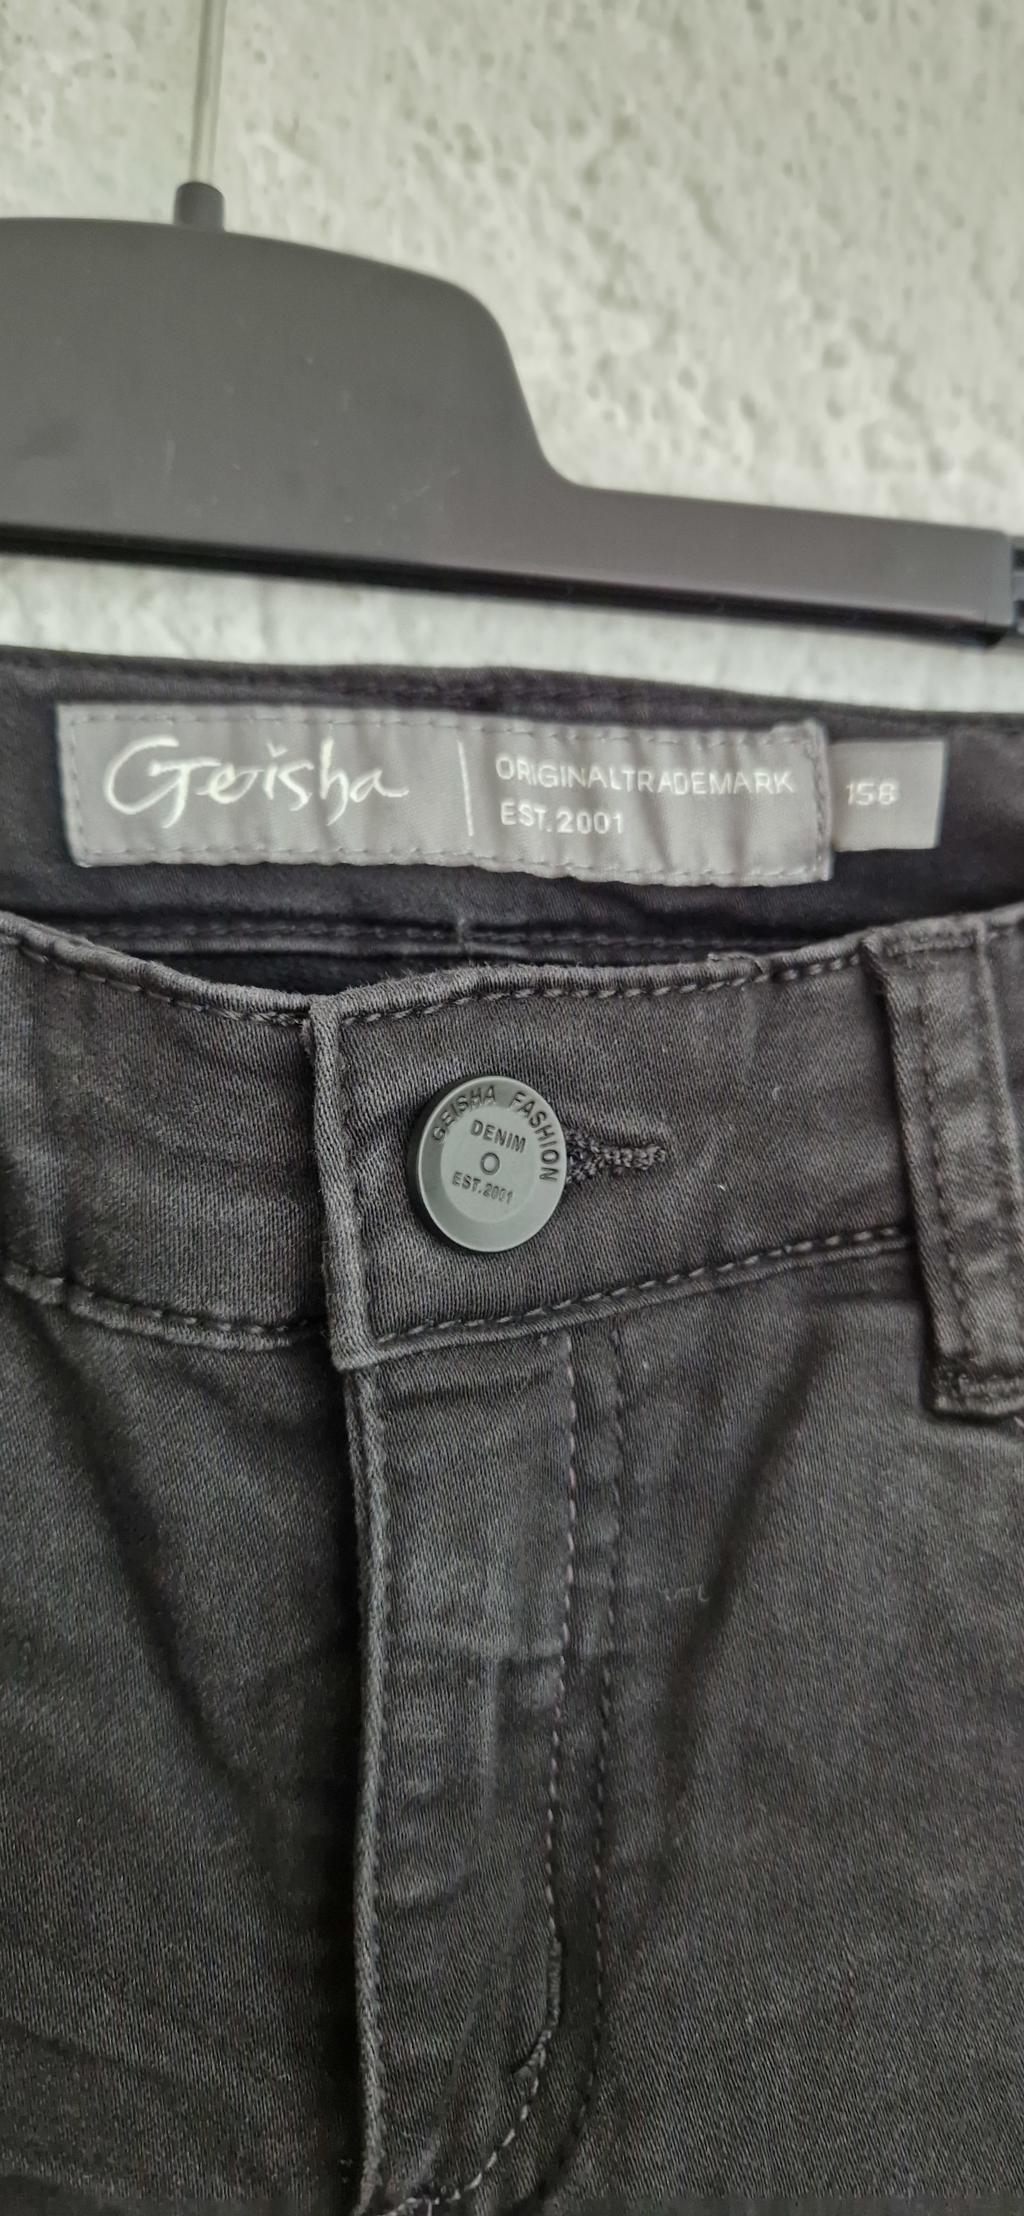 Geisha
ORIGINALTRADEMARK
EST.2001
158
GEISHA FASHION
DENIM
EST.2001